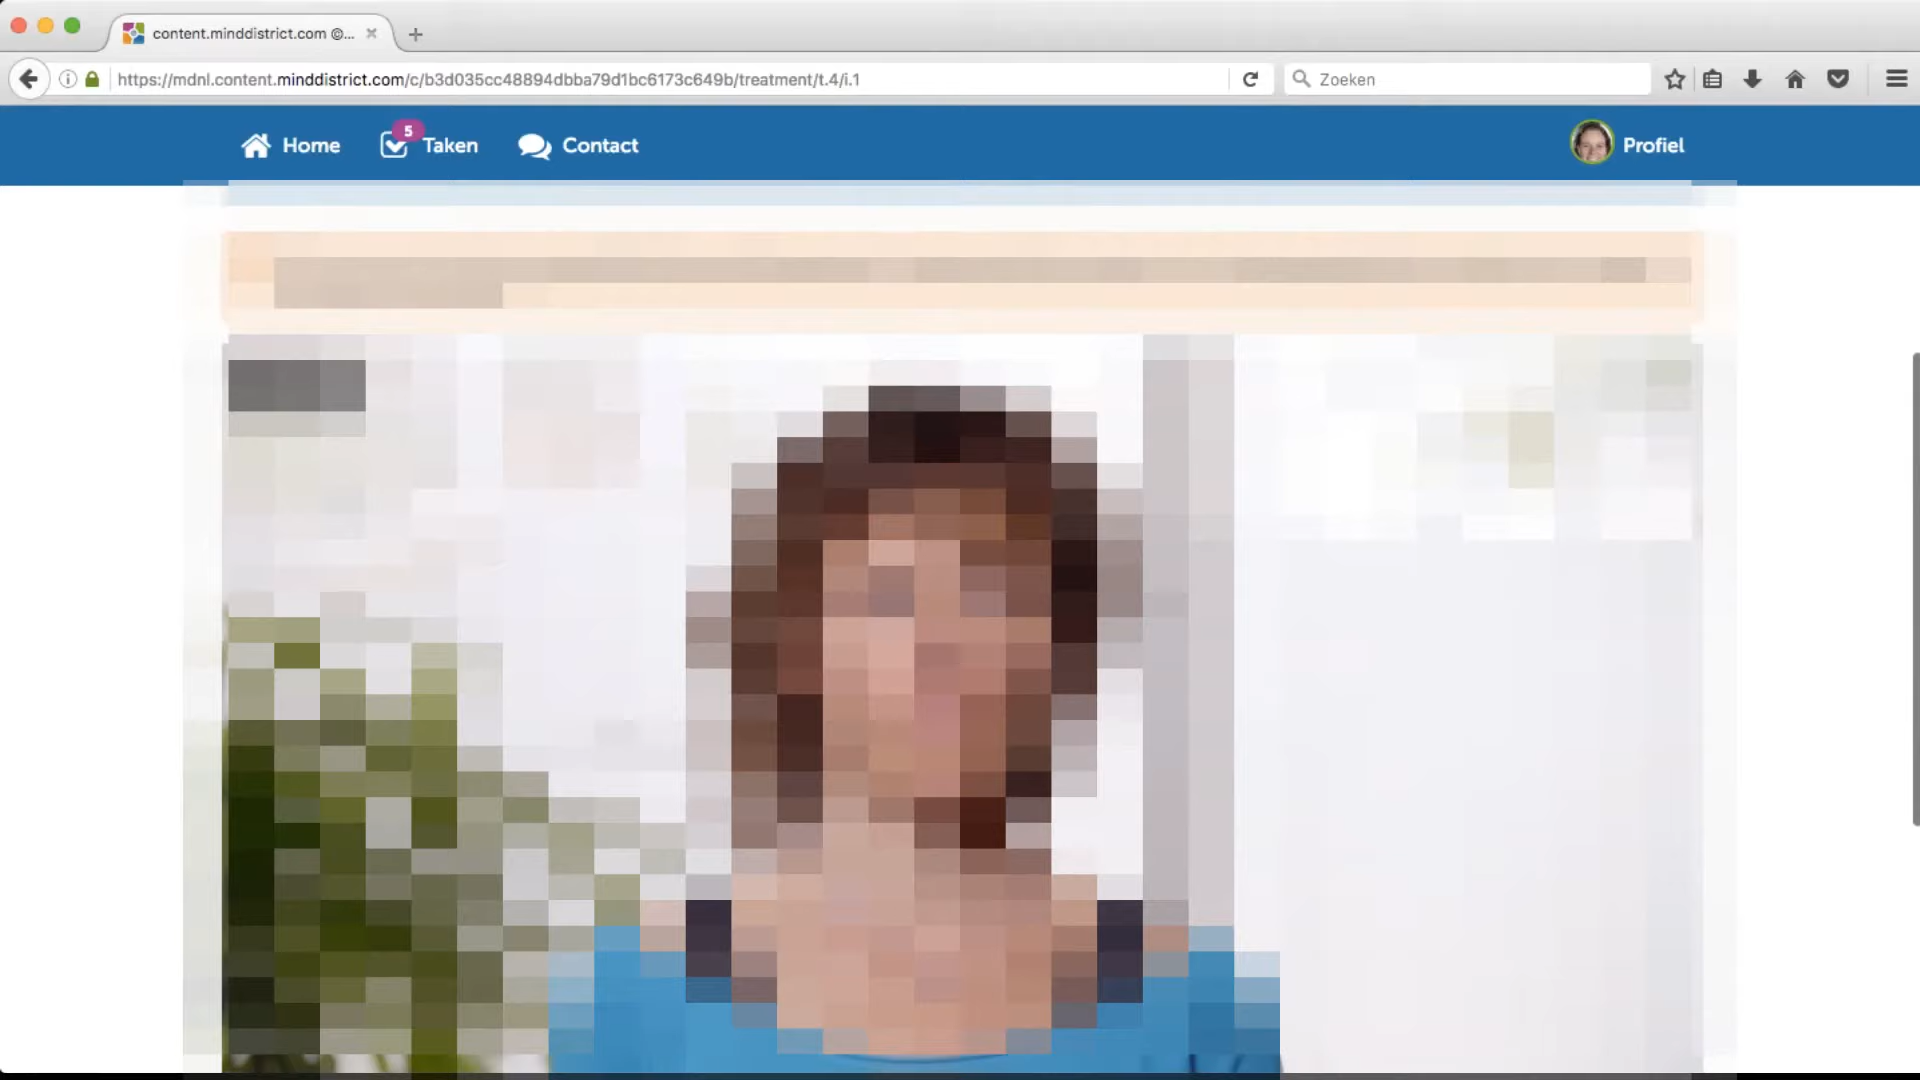 content.minddistrict.com @...
https://mdnl.content.minddistrict.com/c/b3d035cc48894dbba79d1bc6173c649b/treatment/t.4/i.1
Zoeken
Home
5
Taken
Contact
Profiel